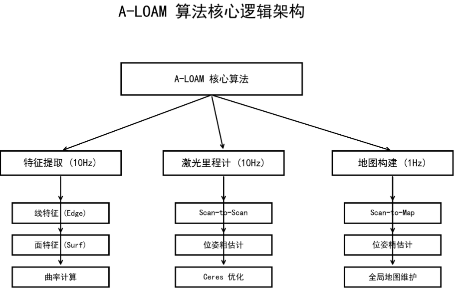 A-LOAM 算法核心逻辑架构
A-LOAM 核心算法
特征提取 (10Hz)
激光里程计 (10Hz)
地图构建 (1Hz)
线特征 (Edge)
Scan-to-Scan
Scan-to-Map
面特征 (Surf)
位姿粗估计
位姿精估计
曲率计算
Ceres 优化
全局地图维护